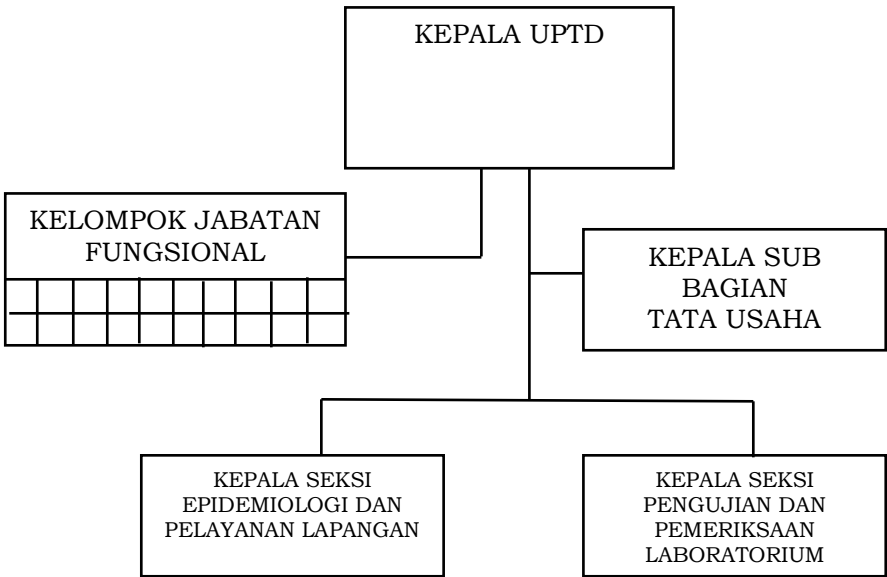 KEPALA UPTD
KELOMPOK JABATAN
FUNGSIONAL
KEPALA SUB
BAGIAN
TATA USAHA
KEPALA SEKSI
EPIDEMIOLOGI DAN
PELAYANAN LAPANGAN
KEPALA SEKSI
PENGUJIAN DAN
PEMERIKSAAN
LABORATORIUM